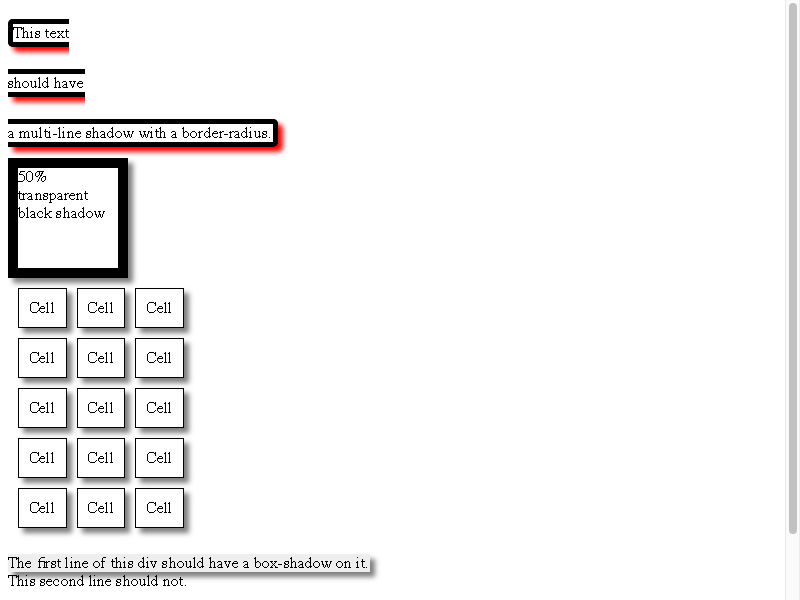 This text
should have
a multi-line shadow with a border-radius.
50%
transparent
black shadow
Cell Cell Cell
Cell Cell Cell
Cell Cell Cell
Cell Cell Cell
Cell Cell Cell
The first line of this div should have a box-shadow on it.
This second line should not.